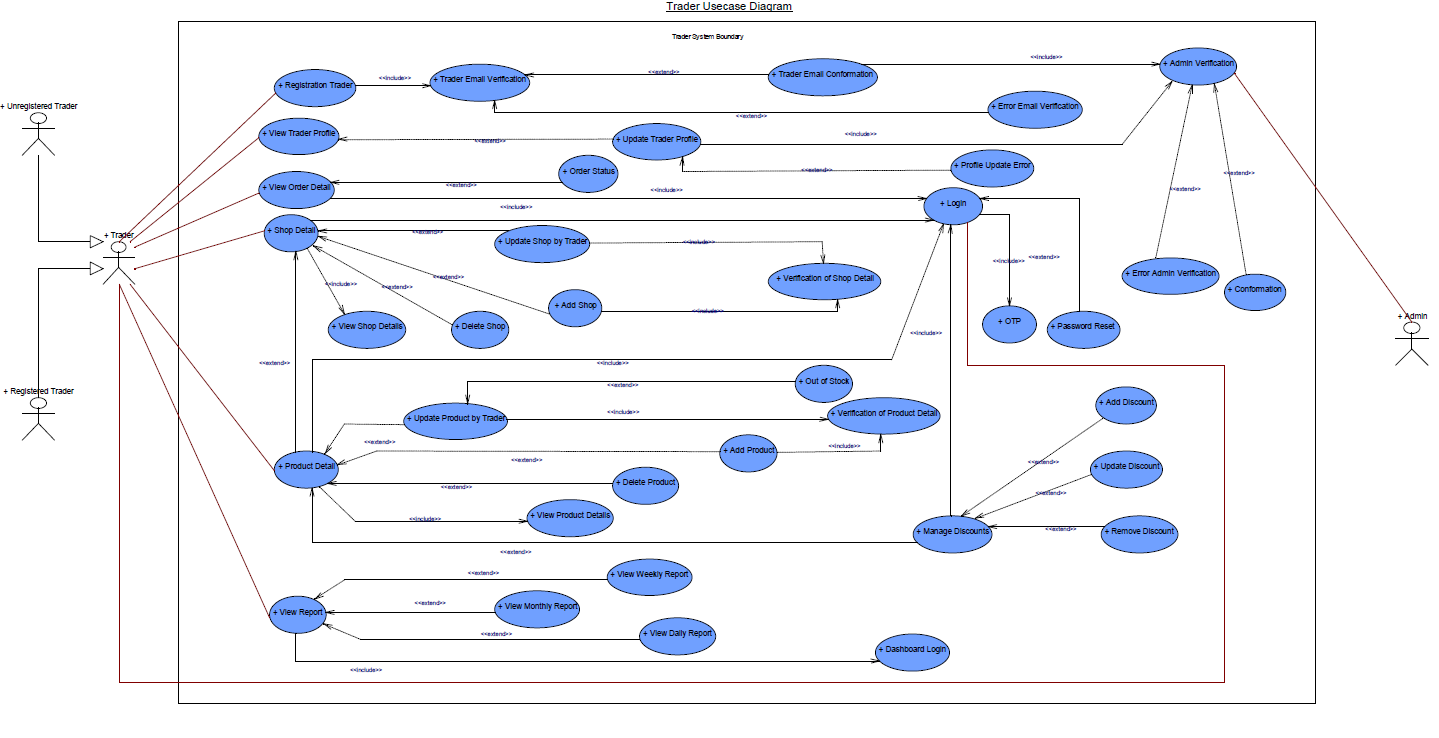 Trader Usecase Diagram
Trader System Boundary
+ Registration Trader
<<include>>
+ Trader Email Verification
<<extend>>
+ Trader Email Conformation
<<include>>
+ Admin Verification
+ Unregistered Trader
<<extend>>
+ Error Email Verification
+ View Trader Profile
<<extend>>
+ Update Trader Profile
<<include>>
+ Order Status
<<extend>>
+ Profile Update Error
<<extend>>
+ View Order Detail
<<extend>>
<<include>>
<<extend>>
<<include>>
+ Login
+ Trader
+ Shop Detail
<<extend>>
+ Update Shop by Trader
<<include>>
<<include>>
<<extend>>
<<include>>
<<extend>>
<<extend>>
+ Verification of Shop Detail
+ Error Admin Verification
+ Conformation
+ Add Shop
<<include>>
+ View Shop Details
+ Delete Shop
+ OTP
+ Password Reset
+ Admin
<<include>>
<<extend>>
<<include>>
+ Registered Trader
<<extend>>
+ Out of Stock
+ Update Product by Trader
<<include>>
+ Verification of Product Detail
+ Add Discount
<<extend>>
<<extend>>
+ Add Product
<<include>>
+ Product Detail
<<extend>>
+ Update Discount
<<extend>>
+ Delete Product
<<extend>>
<<include>>
+ View Product Details
+ Manage Discounts
<<extend>>
+ Remove Discount
<<extend>>
<<extend>>
+ View Weekly Report
+ View Report
<<extend>>
+ View Monthly Report
<<extend>>
+ View Daily Report
+ Dashboard Login
<<include>>